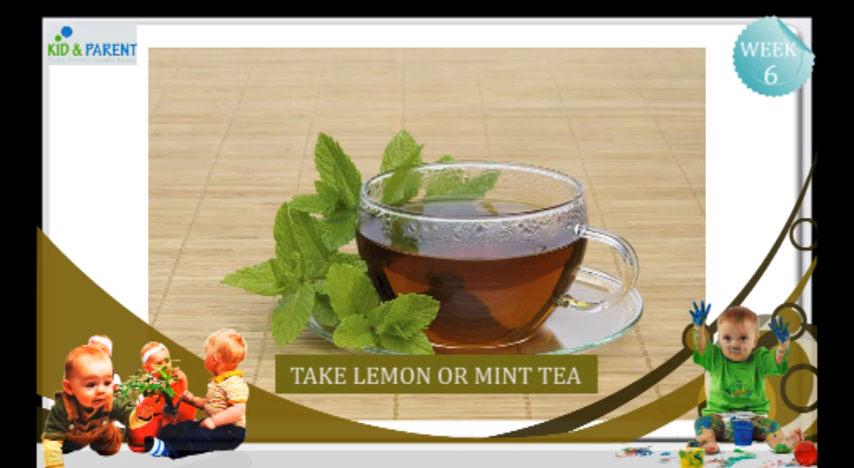 KID & PARENT
WEEK
6
TAKE LEMON OR MINT TEA